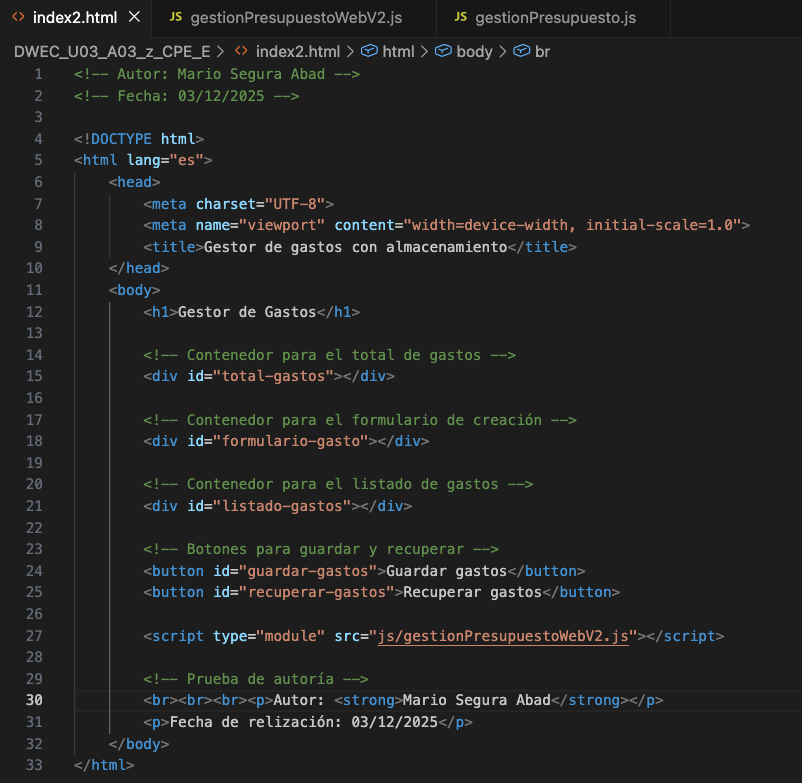 index2.html
JS gestionPresupuestoWebV2.js
JS gestionPresupuesto.js
DWEC_U03_A03_z_CPE_E > index2.html > html > body > br
1 <!-- Autor: Mario Segura Abad -->
2 <!-- Fecha: 03/12/2025 -->
3
4 <!DOCTYPE html>
5 <html lang="es">
6 <head>
7 <meta charset="UTF-8">
8 <meta name="viewport" content="width=device-width, initial-scale=1.0">
9 <title>Gestor de gastos con almacenamiento</title>
10 </head>
11 <body>
12 <h1>Gestor de Gastos</h1>
13
14 <!-- Contenedor para el total de gastos -->
15 <div id="total-gastos"></div>
16
17 <!-- Contenedor para el formulario de creación -->
18 <div id="formulario-gasto"></div>
19
20 <!-- Contenedor para el listado de gastos -->
21 <div id="listado-gastos"></div>
22
23 <!-- Botones para guardar y recuperar -->
24 <button id="guardar-gastos">Guardar gastos</button>
25 <button id="recuperar-gastos">Recuperar gastos</button>
26
27 <script type="module" src="js/gestionPresupuestoWebV2.js"></script>
28
29 <!-- Prueba de autoría -->
30 <br><br><br><p>Autor: <strong>Mario Segura Abad</strong></p>
31 <p>Fecha de relización: 03/12/2025</p>
32 </body>
33 </html>